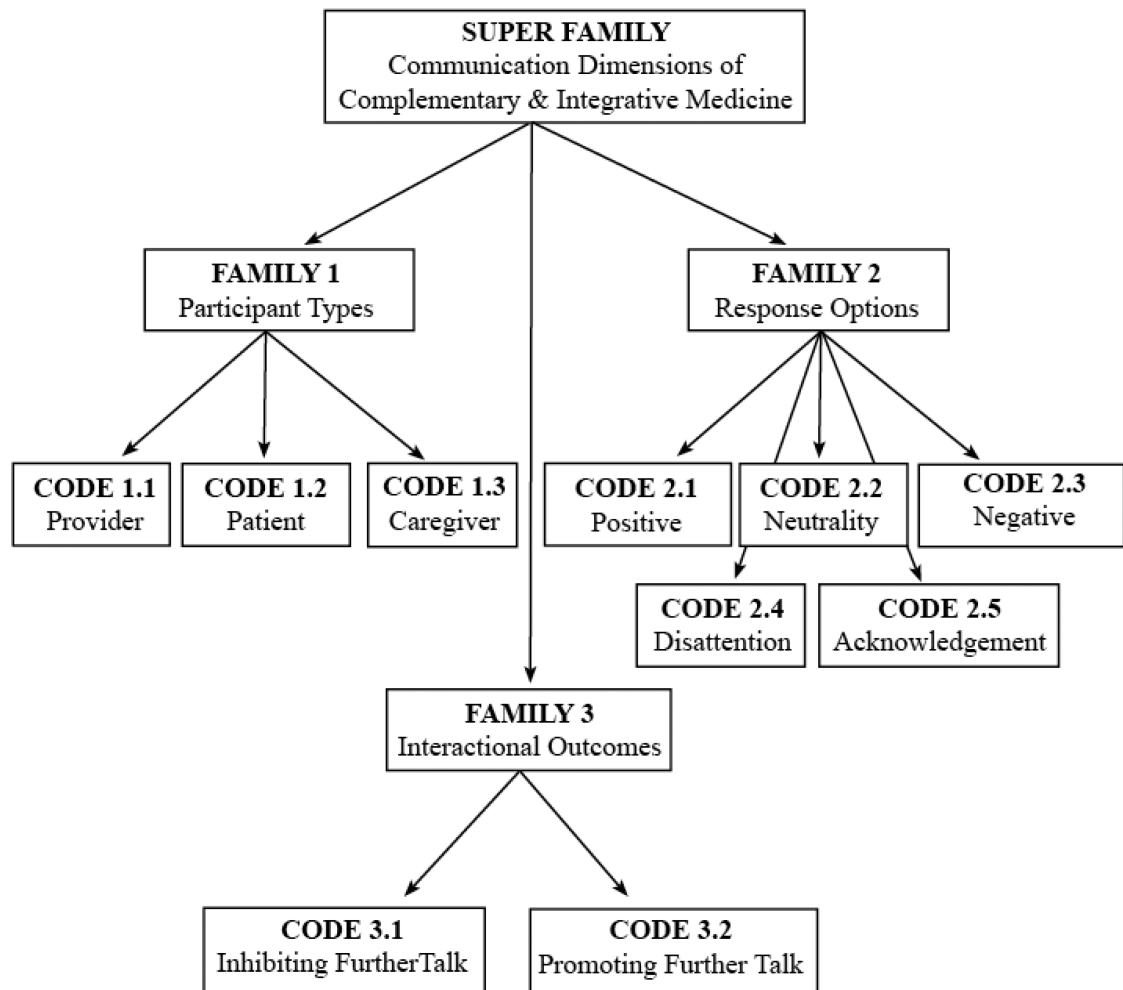 SUPER FAMILY
Communication Dimensions of
Complementary & Integrative Medicine
FAMILY 1
Participant Types
FAMILY 2
Response Options
CODE 1.1
Provider
CODE 1.2
Patient
CODE 1.3
Caregiver
CODE 2.1
Positive
CODE 2.2
Neutrality
CODE 2.3
Negative
CODE 2.4
Disattention
CODE 2.5
Acknowledgement
FAMILY 3
Interactional Outcomes
CODE 3.1
Inhibiting FurtherTalk
CODE 3.2
Promoting Further Talk